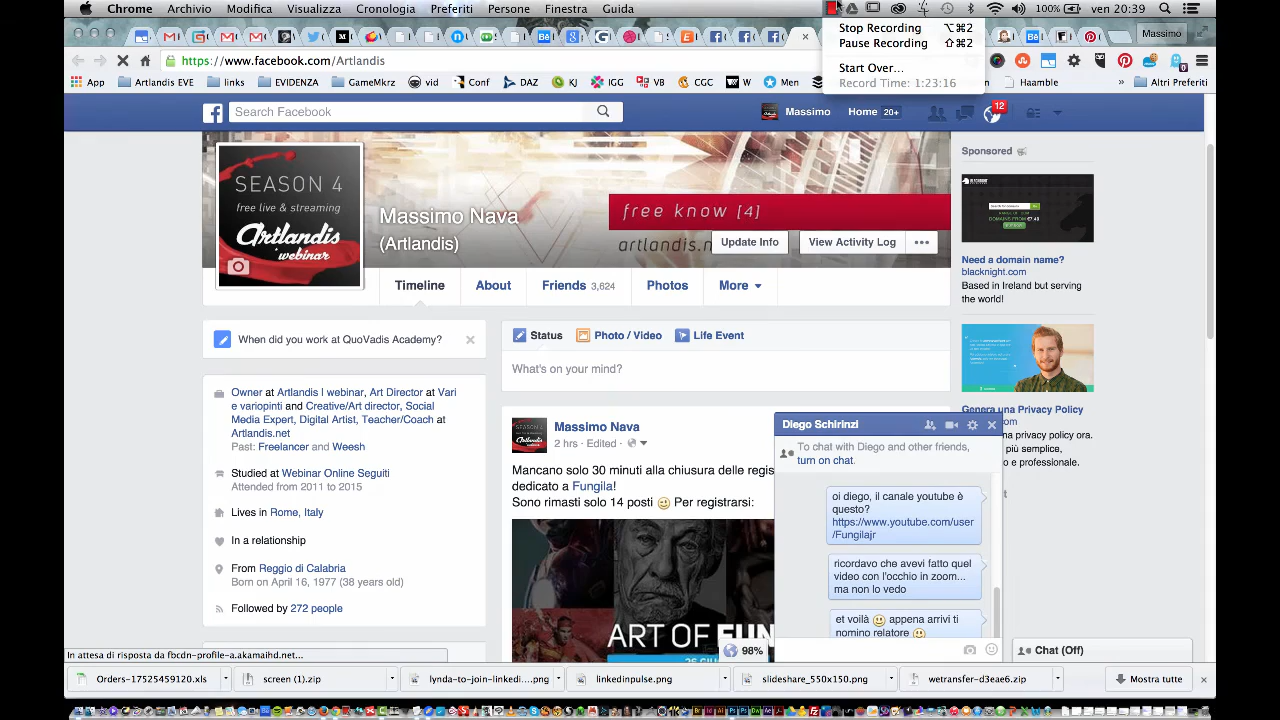 Chrome Archivio Modifica Visualizza Cronologia Preferiti Persone Finestra Guida
100% ven 20:39
Stop Recording ⌥⌘2
Pause Recording ⇧⌘2
Start Over...
Record Time: 1:23:16
Massimo
https://www.facebook.com/Artlandis
App Artlandis EVE links EVIDENZA GameMkrz vid Conf DAZ KJ IGG VB CGC W Men Haamble » Altri Preferiti
Search Facebook
Massimo Home 20+ 12
SEASON 4
free live & streaming
Artlandis
webinar
Massimo Nava
(Artlandis)
free know [4]
artlandis.n
Update Info View Activity Log •••
Timeline About Friends 3,624 Photos More
Sponsored
Need a domain name?
blacknight.com
Based in Ireland but serving
the world!
Genera una Privacy Policy
a privacy policy ora.
più semplice,
o e professionale.
When did you work at QuoVadis Academy?
Owner at Artlandis | webinar, Art Director at Vari
e variopinti and Creative/Art director, Social
Media Expert, Digital Artist, Teacher/Coach at
Artlandis.net
Past: Freelancer and Weesh
Studied at Webinar Online Seguiti
Attended from 2011 to 2015
Lives in Rome, Italy
In a relationship
From Reggio di Calabria
Born on April 16, 1977 (38 years old)
Followed by 272 people
Status Photo / Video Life Event
What's on your mind?
Massimo Nava
2 hrs · Edited ·
Mancano solo 30 minuti alla chiusura delle regis
dedicato a Fungila!
Sono rimasti solo 14 posti 😉 Per registrarsi:
ART OF FUN
Diego Schirinzi
To chat with Diego and other friends,
turn on chat.
oi diego, il canale youtube è
questo?
https://www.youtube.com/user
/Fungilajr
ricordavo che avevi fatto quel
video con l'occhio in zoom...
ma non lo vedo
et voilà 😀 appena arrivi ti
nomino relatore 😀
98%
Chat (Off)
In attesa di risposta da fbcdn-profile-a.akamaihd.net...
Orders-17525459120.xls screen (1).zip lynda-to-join-linkedi....png linkedinpulse.png slideshare_550x150.png wetransfer-d3eae6.zip Mostra tutte